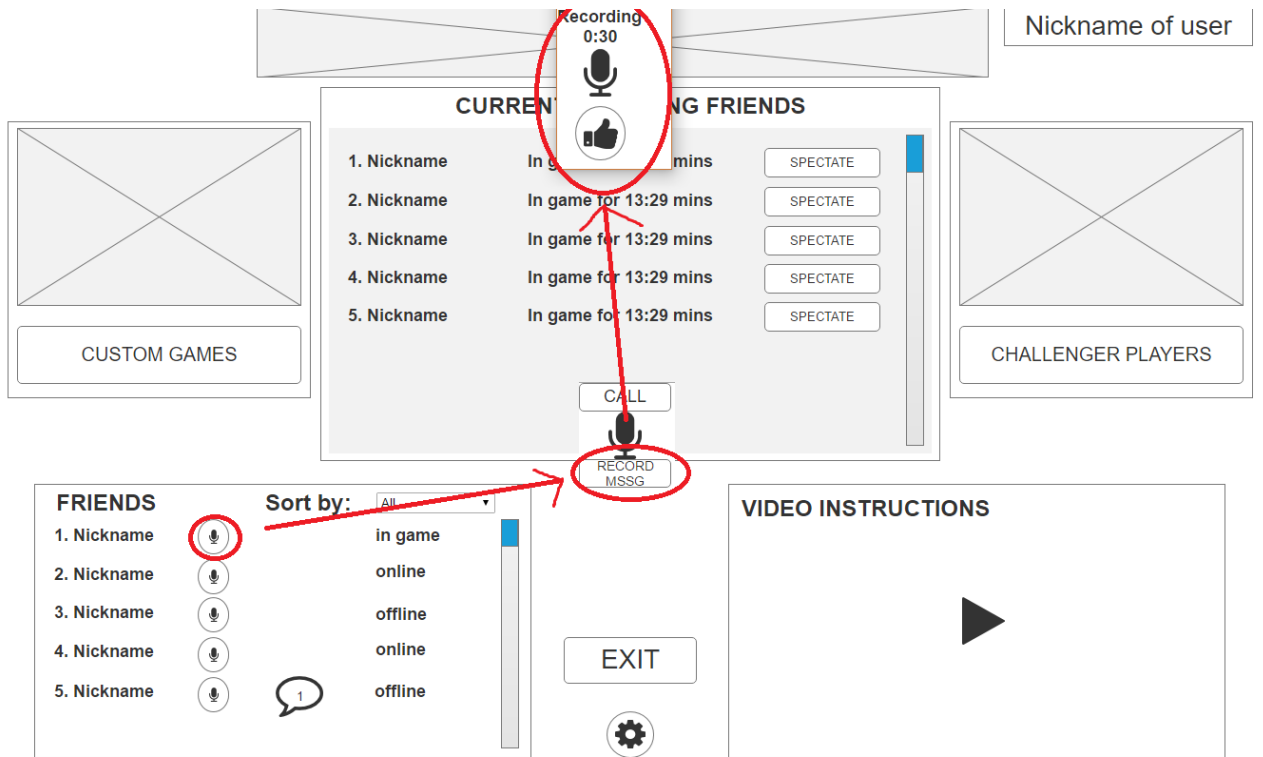 Recording
0:30
Nickname of user
CURREN NG FRIENDS
1. Nickname In g mins SPECTATE
2. Nickname In game for 13:29 mins SPECTATE
3. Nickname In game for 13:29 mins SPECTATE
4. Nickname In game for 13:29 mins SPECTATE
5. Nickname In game for 13:29 mins SPECTATE
CUSTOM GAMES
CHALLENGER PLAYERS
CALL
RECORD
MSSG
FRIENDS Sort by: All
1. Nickname in game
2. Nickname online
3. Nickname offline
4. Nickname online
5. Nickname 1 offline
VIDEO INSTRUCTIONS
EXIT